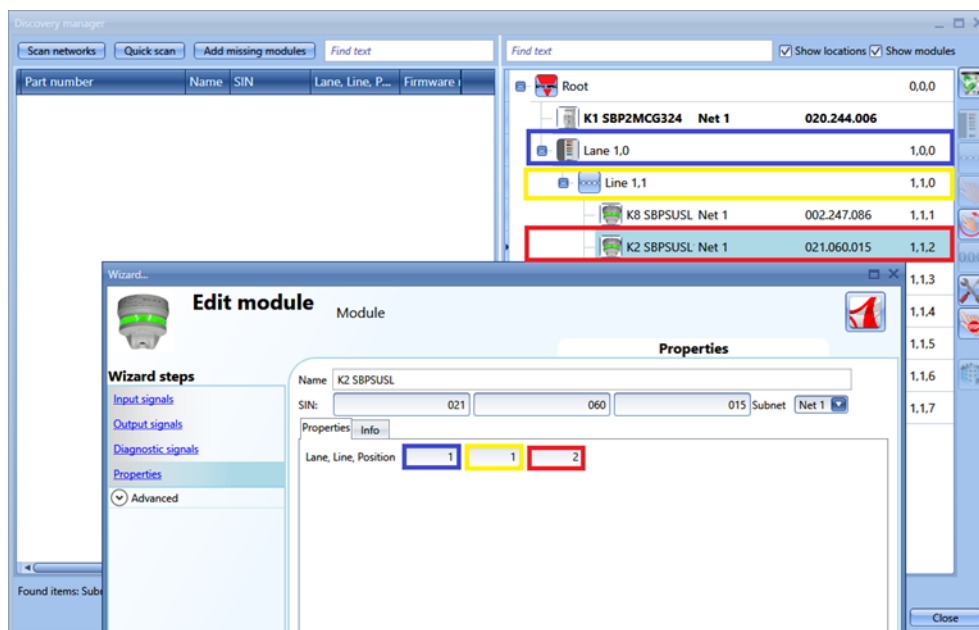 Discovery manager
Scan networks Quick scan Add missing modules Find text
Find text Show locations Show modules
Part number Name SIN Lane, Line, P... Firmware
Root 0,0,0
K1 SBP2MCG324 Net 1 020.244.006
Lane 1,0 1,0,0
Line 1,1 1,1,0
K8 SBPSUSL Net 1 002.247.086 1,1,1
K2 SBPSUSL Net 1 021.060.015 1,1,2
1,1,3
1,1,4
1,1,5
1,1,6
1,1,7
Wizard...
Edit module Module
Properties
Wizard steps
Input signals
Output signals
Diagnostic signals
Properties
Advanced
Name K2 SBPSUSL
SIN: 021 060 015 Subnet Net 1
Properties Info
Lane, Line, Position 1 1 2
Found items:
Close